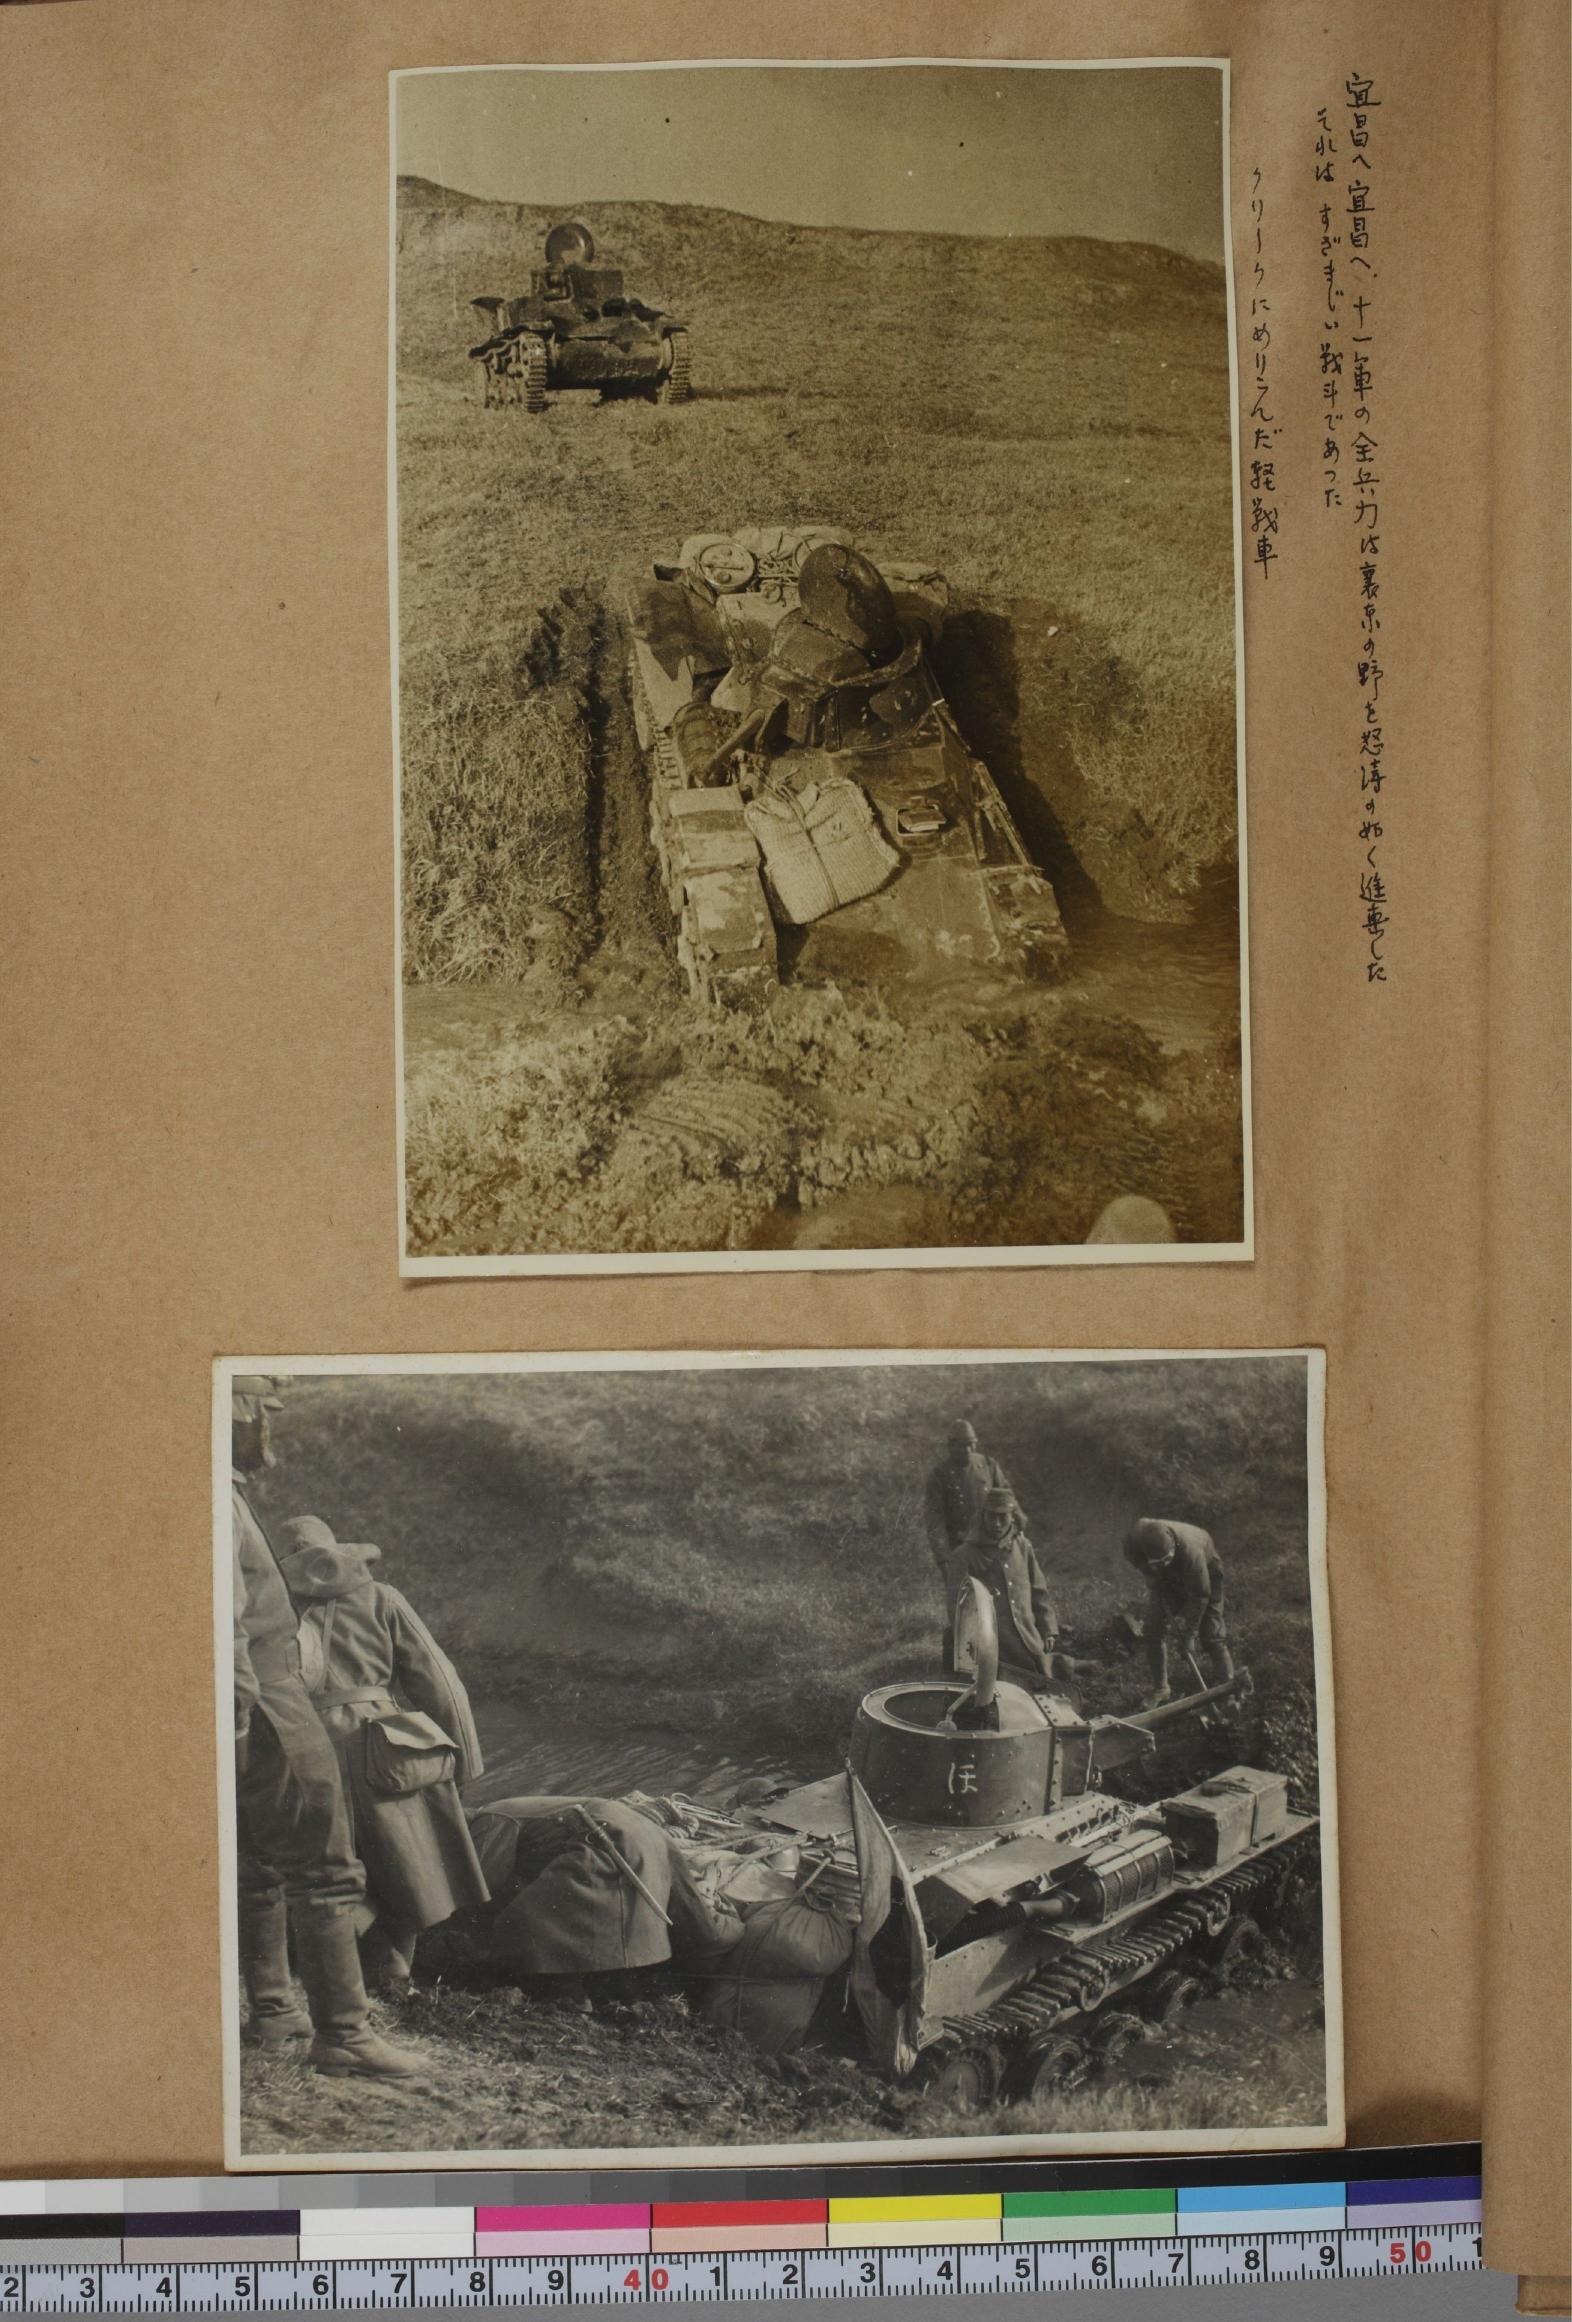 宜昌へ宜昌へ、十一軍の全兵力は襄東の野を怒涛の如く進軍した
それは すざまじい戦斗であつた
クリークにめりこんだ軽戦車
ほ
2 3 4 5 6 7 8 9 40 1 2 3 4 5 6 7 8 9 50 1